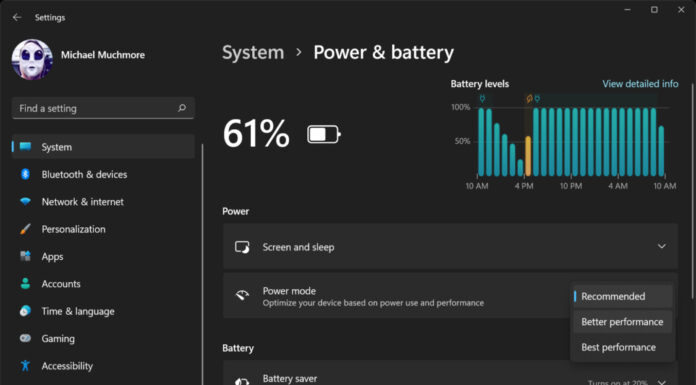 Settings
Michael Muchmore
Find a setting
System
Bluetooth & devices
Network & internet
Personalization
Apps
Accounts
Time & language
Gaming
Accessibility
System > Power & battery
61%
Battery levels View detailed info
100%
50%
10 AM 4 PM 10 PM 4 AM 10 AM
Power
Screen and sleep
Power mode
Optimize your device based on power use and performance
Recommended
Better performance
Best performance
Battery
Battery saver
Turns on at 20%